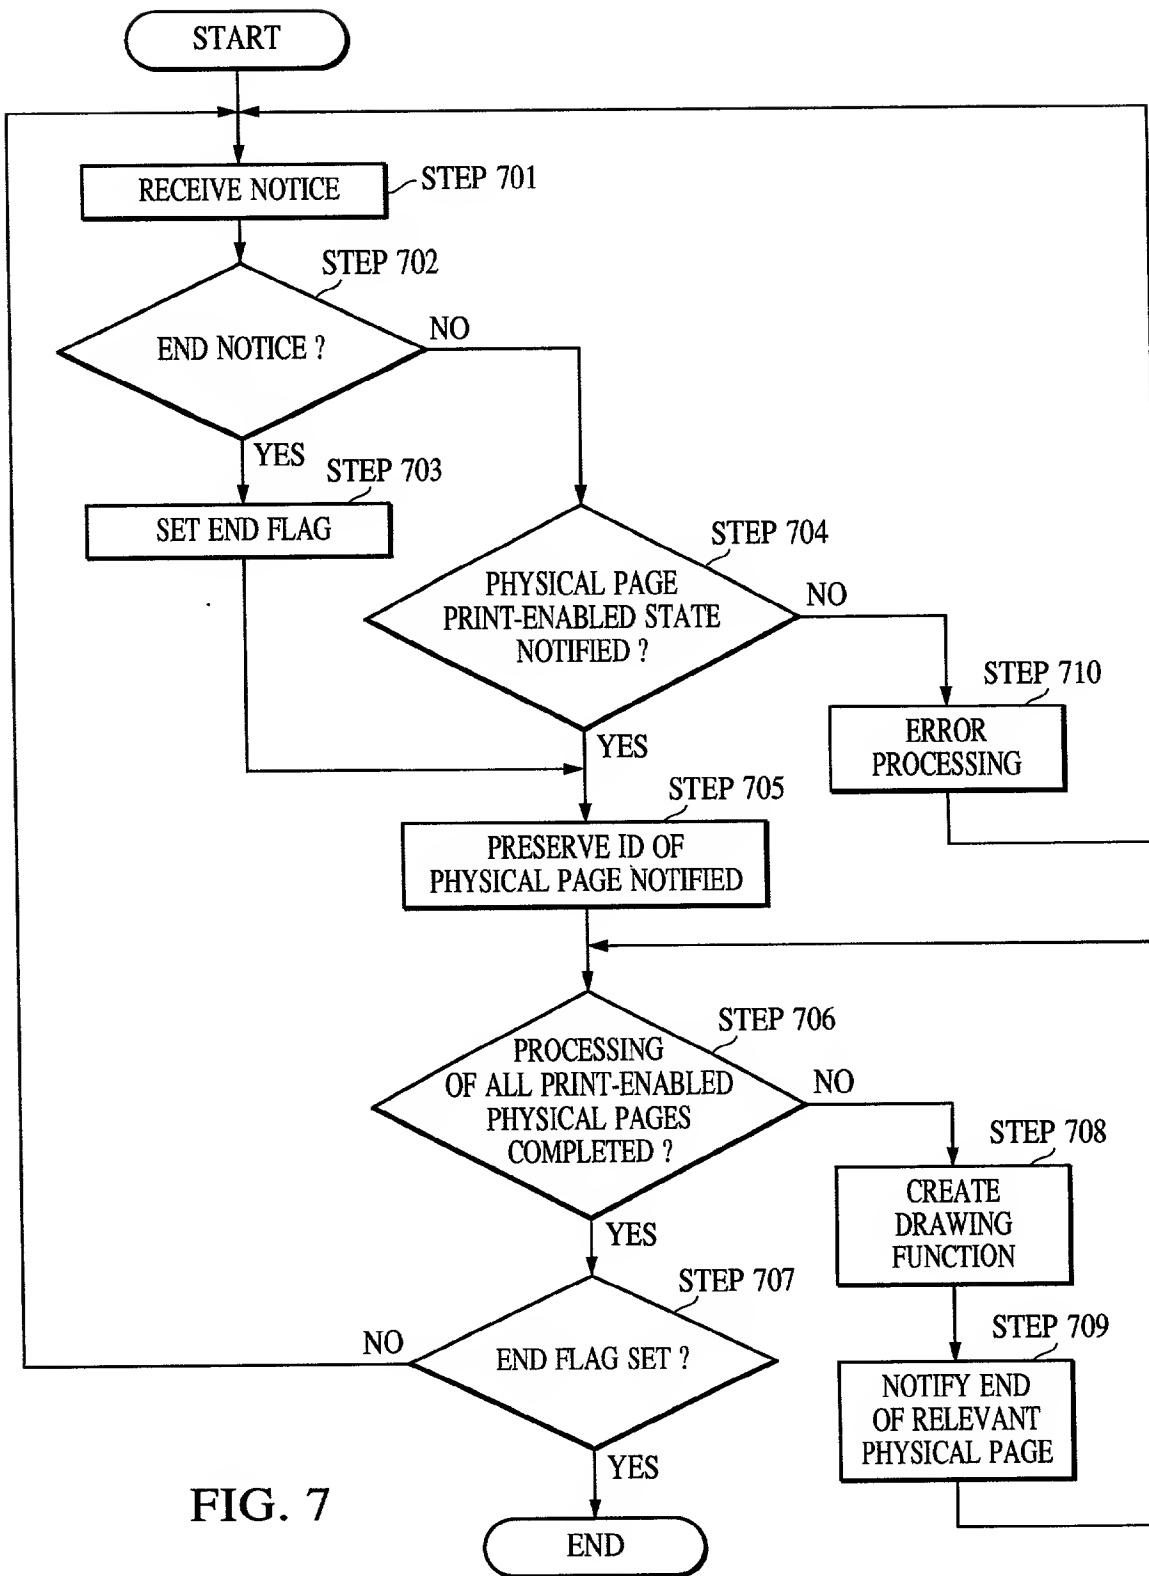 START
RECEIVE NOTICE
STEP 701
STEP 702
END NOTICE ?
NO
YES
STEP 703
SET END FLAG
STEP 704
PHYSICAL PAGE
PRINT-ENABLED STATE
NOTIFIED ?
NO
YES
STEP 710
ERROR
PROCESSING
STEP 705
PRESERVE ID OF
PHYSICAL PAGE NOTIFIED
STEP 706
PROCESSING
OF ALL PRINT-ENABLED
PHYSICAL PAGES
COMPLETED ?
NO
YES
STEP 708
CREATE
DRAWING
FUNCTION
STEP 707
END FLAG SET ?
NO
YES
STEP 709
NOTIFY END
OF RELEVANT
PHYSICAL PAGE
END
FIG. 7